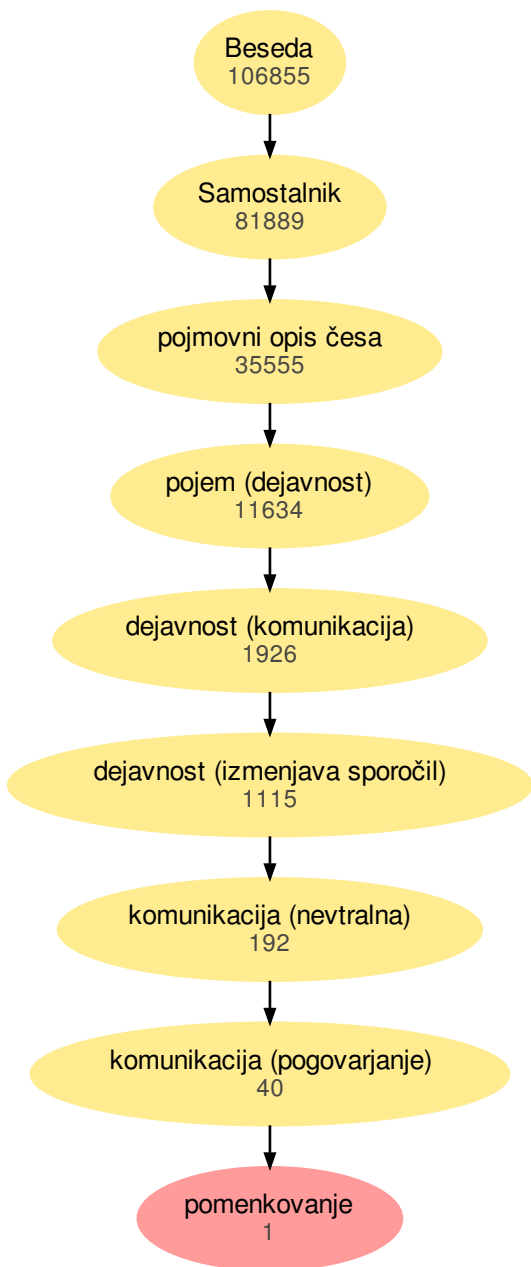 Beseda
106855
Samostalnik
81889
pojmovni opis česa
35555
pojem (dejavnost)
11634
dejavnost (komunikacija)
1926
dejavnost (izmenjava sporočil)
1115
komunikacija (nevtralna)
192
komunikacija (pogovarjanje)
40
pomenkovanje
1